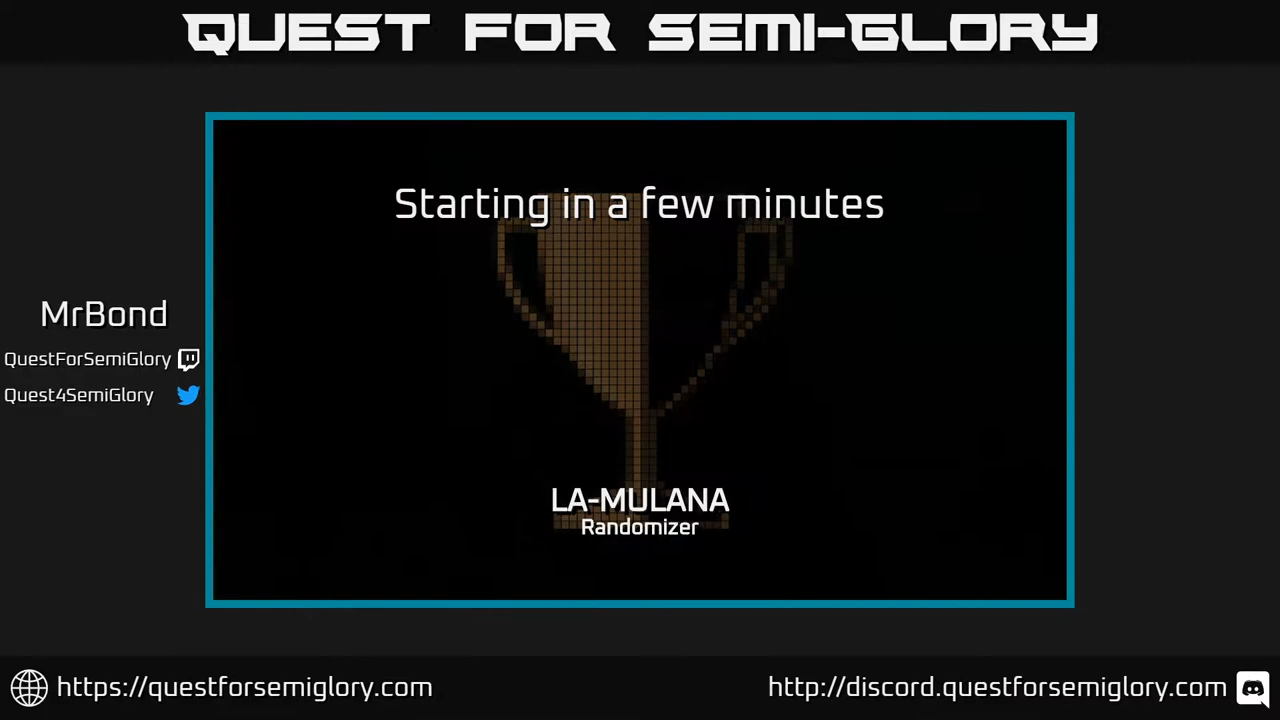 QUEST FOR SEMI-GLORY
Starting in a few minutes
MrBond
QuestForSemiGlory
Quest4SemiGlory
LA-MULANA
Randomizer
https://questforsemiglory.com
http://discord.questforsemiglory.com